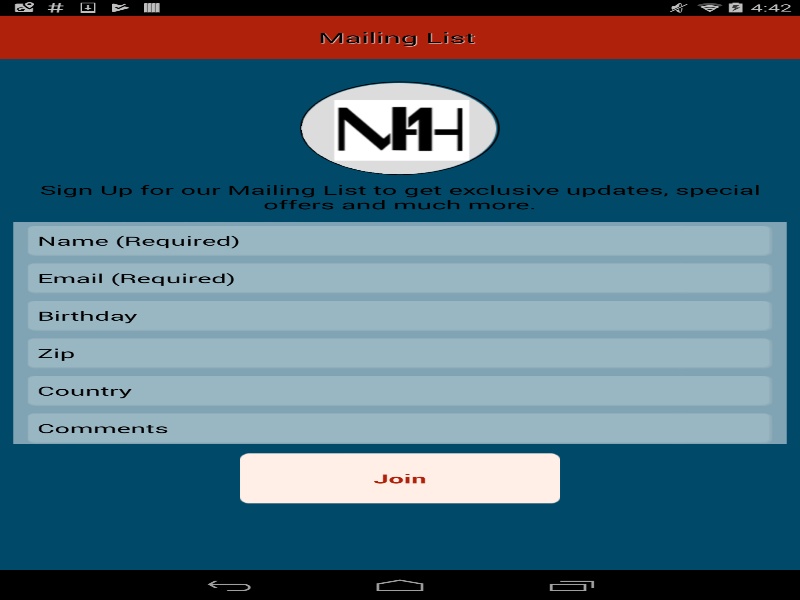 4:42
Mailing List
Sign Up for our Mailing List to get exclusive updates, special
offers and much more.
Name (Required)
Email (Required)
Birthday
Zip
Country
Comments
Join